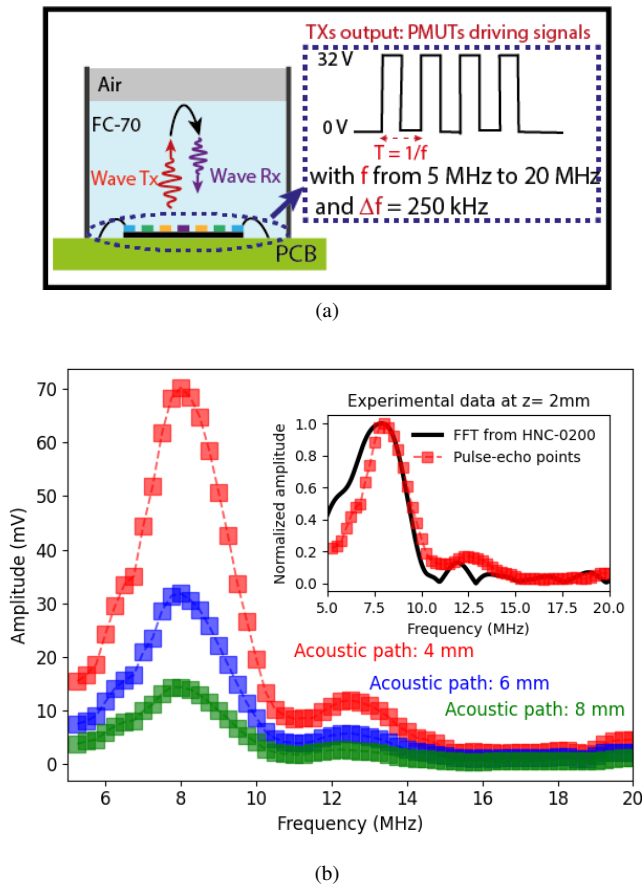 TXs output: PMUTs driving signals
32 V
0 V
T = 1/f
with f from 5 MHz to 20 MHz
and Δf = 250 kHz
Air
FC-70
Wave Tx
Wave Rx
PCB
(a)
Experimental data at z= 2mm
FFT from HNC-0200
Pulse-echo points
Normalized amplitude
1.0
0.8
0.6
0.4
0.2
0.0
5.0 7.5 10.0 12.5 15.0 17.5 20.0
Frequency (MHz)
Acoustic path: 4 mm
Acoustic path: 6 mm
Acoustic path: 8 mm
Amplitude (mV)
70
60
50
40
30
20
10
0
6 8 10 12 14 16 18 20
Frequency (MHz)
(b)